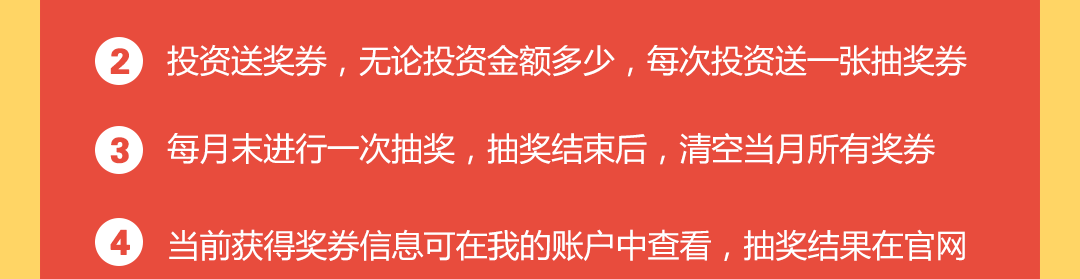 2 投资送奖券，无论投资金额多少，每次投资送一张抽奖券
3 每月末进行一次抽奖，抽奖结束后，清空当月所有奖券
4 当前获得奖券信息可在我的账户中查看，抽奖结果在官网